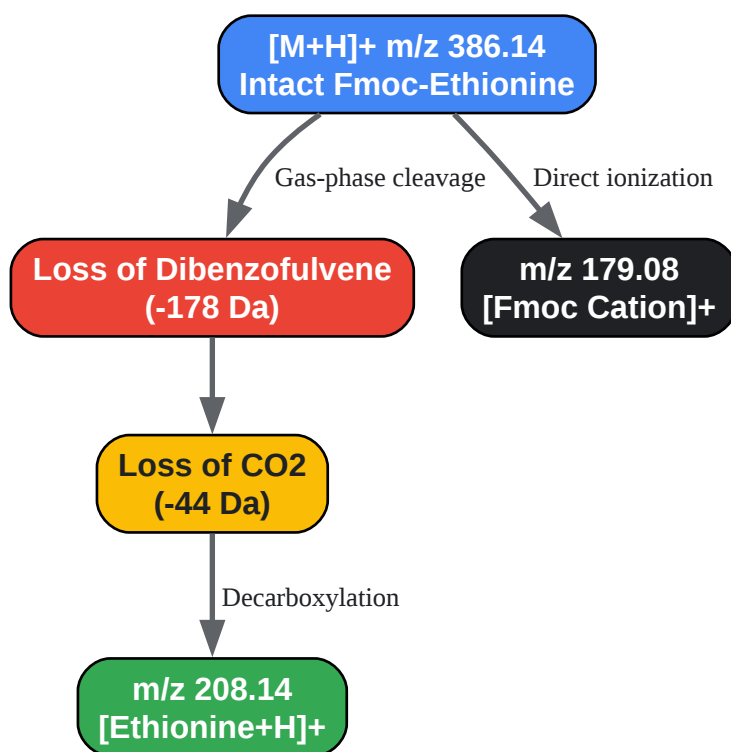 [M+H]+ m/z 386.14
Intact Fmoc-Ethionine
Gas-phase cleavage
Direct ionization
Loss of Dibenzofulvene
(-178 Da)
m/z 179.08
[Fmoc Cation]+
Loss of CO2
(-44 Da)
Decarboxylation
m/z 208.14
[Ethionine+H]+